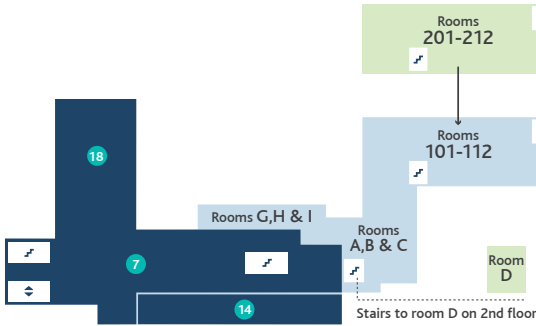 Rooms
201-212
Rooms
101-112
18
Rooms G,H & I
Rooms
A,B & C
7
Room
D
14
Stairs to room D on 2nd floor